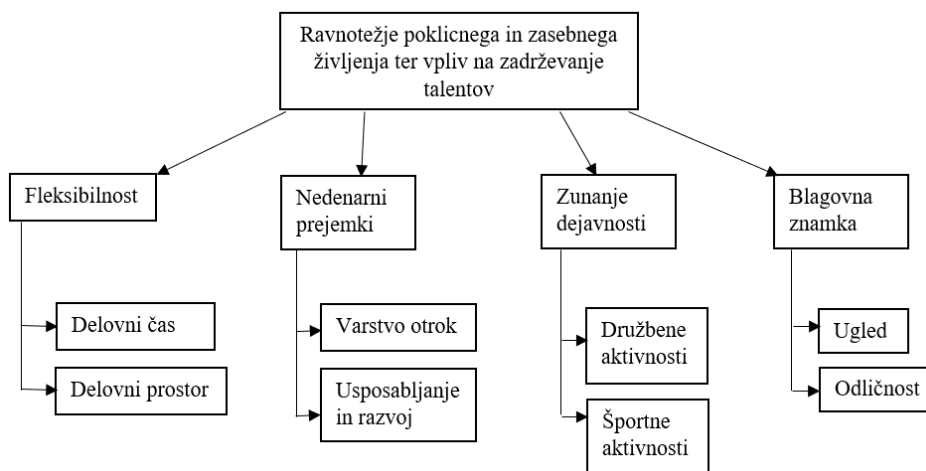 Ravnotežje poklicnega in zasebnega
življenja ter vpliv na zadrževanje
talentov
Fleksibilnost
Nedenarni
prejemki
Zunanje
dejavnosti
Blagovna
znamka
Delovni čas
Delovni prostor
Varstvo otrok
Usposabljanje
in razvoj
Družbene
aktivnosti
Športne
aktivnosti
Ugled
Odličnost